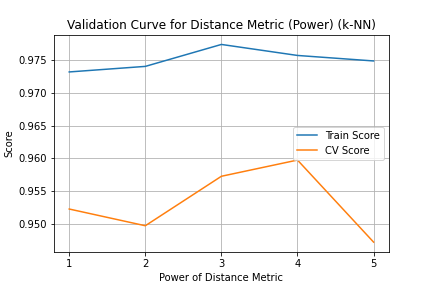 Validation Curve for Distance Metric (Power) (k-NN)
0.975
0.970
0.965
0.960
0.955
0.950
Score
Train Score
CV Score
1 2 3 4 5
Power of Distance Metric